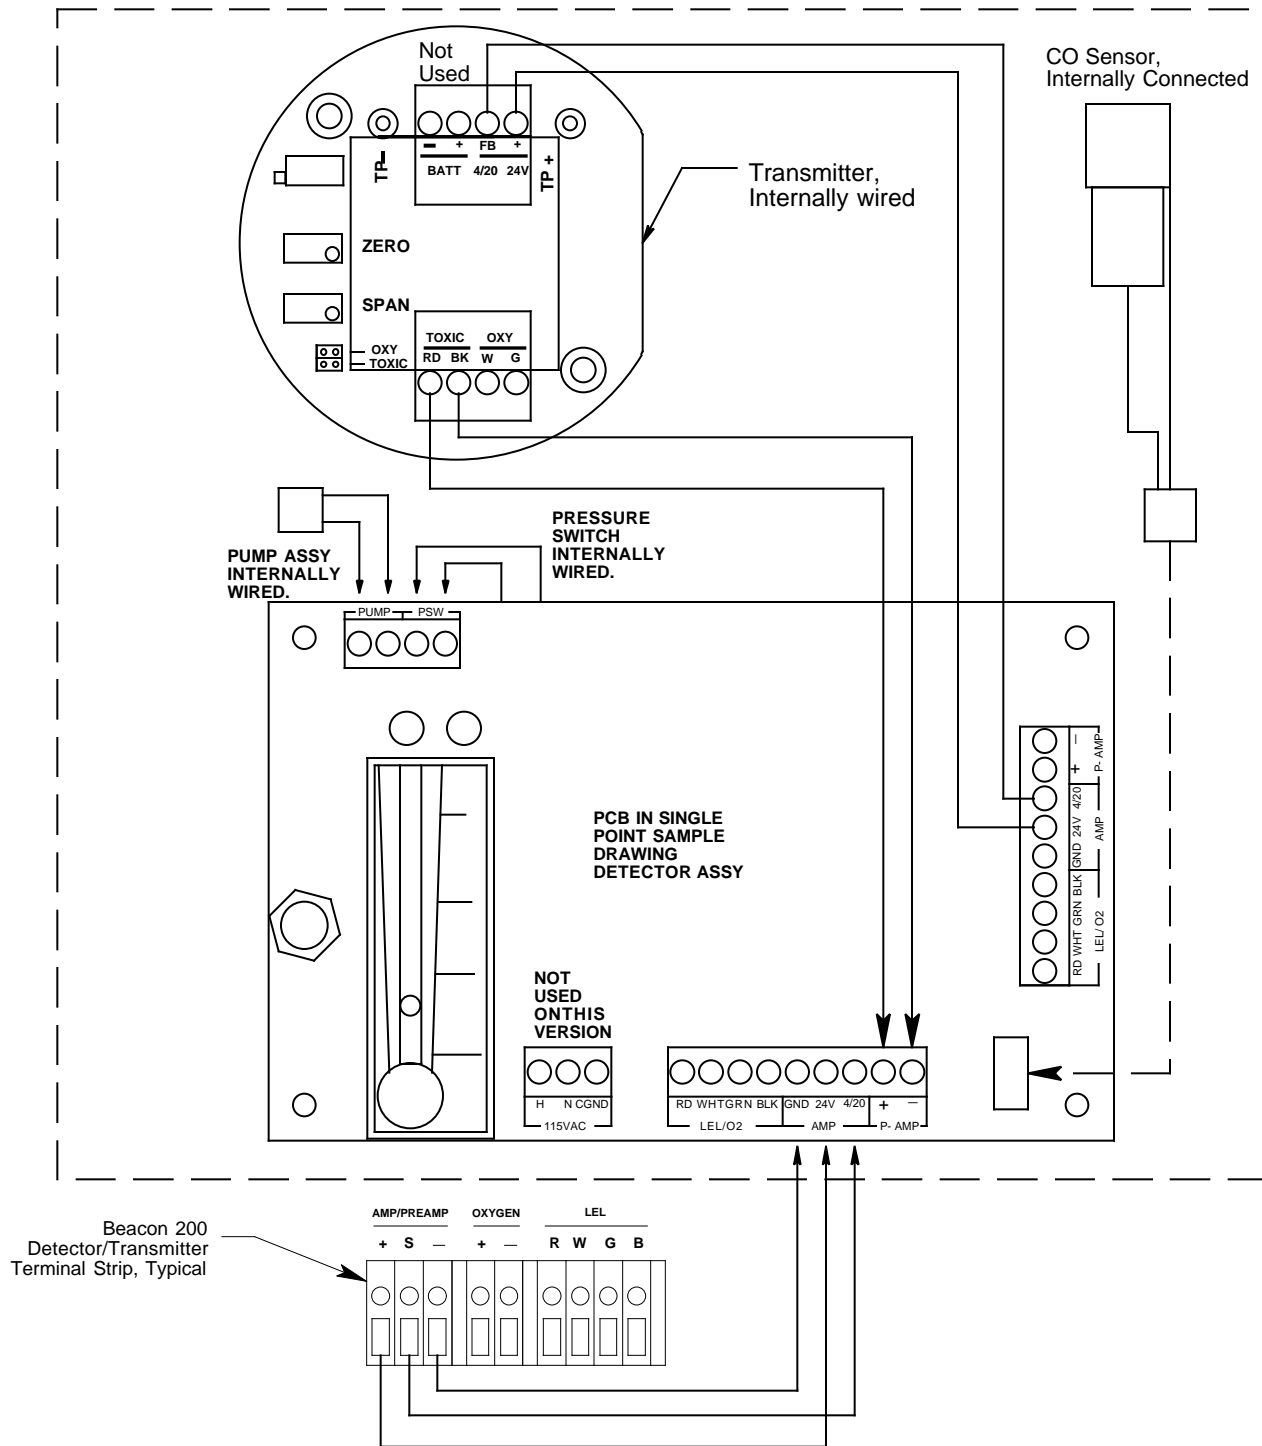 Not
Used
CO Sensor,
Internally Connected
− + FB +
BATT 4/20 24V
TP−
TP +
Transmitter,
Internally wired
ZERO
SPAN
OXY
TOXIC
TOXIC OXY
RD BK W G
PUMP ASSY
INTERNALLY
WIRED.
PRESSURE
SWITCH
INTERNALLY
WIRED.
PUMP PSW
PCB IN SINGLE
POINT SAMPLE
DRAWING
DETECTOR ASSY
RD WHT GRN BLK GND 24V 4/20 + −
LEL/ O2 AMP P- AMP
NOT
USED
ONTHIS
VERSION
H N CGND
115VAC
RD WHTGRN BLK GND 24V 4/20 + −
LEL/O2 AMP P- AMP
Beacon 200
Detector/Transmitter
Terminal Strip, Typical
AMP/PREAMP OXYGEN LEL
+ S − + − R W G B